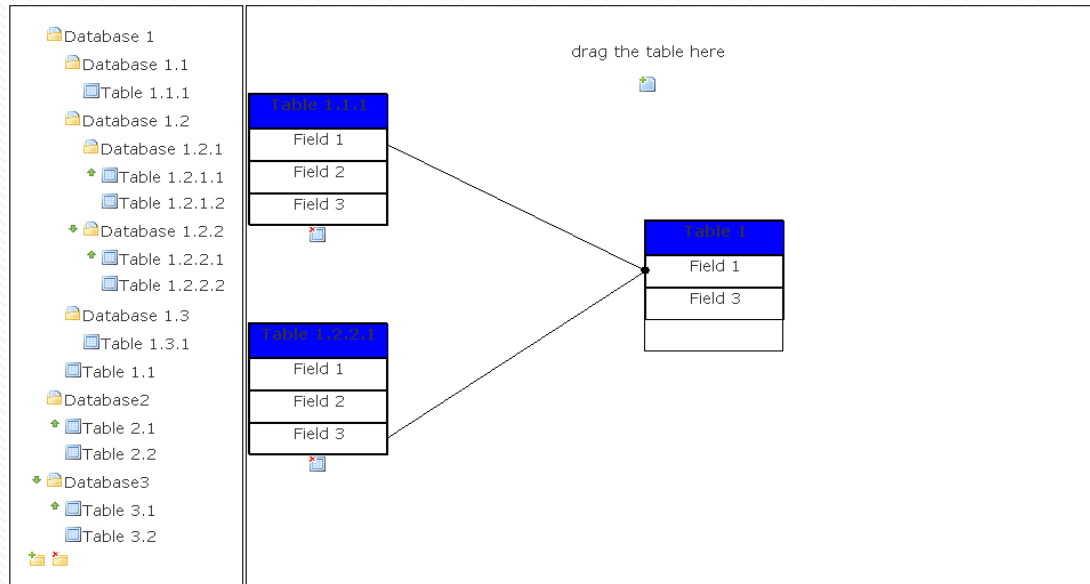 Database 1
Database 1.1
Table 1.1.1
Database 1.2
Database 1.2.1
Table 1.2.1.1
Table 1.2.1.2
Database 1.2.2
Table 1.2.2.1
Table 1.2.2.2
Database 1.3
Table 1.3.1
Table 1.1
Database2
Table 2.1
Table 2.2
Database3
Table 3.1
Table 3.2
drag the table here
Table 1.1.1
Field 1
Field 2
Field 3
Table 1.2.2.1
Field 1
Field 2
Field 3
Table 1
Field 1
Field 3